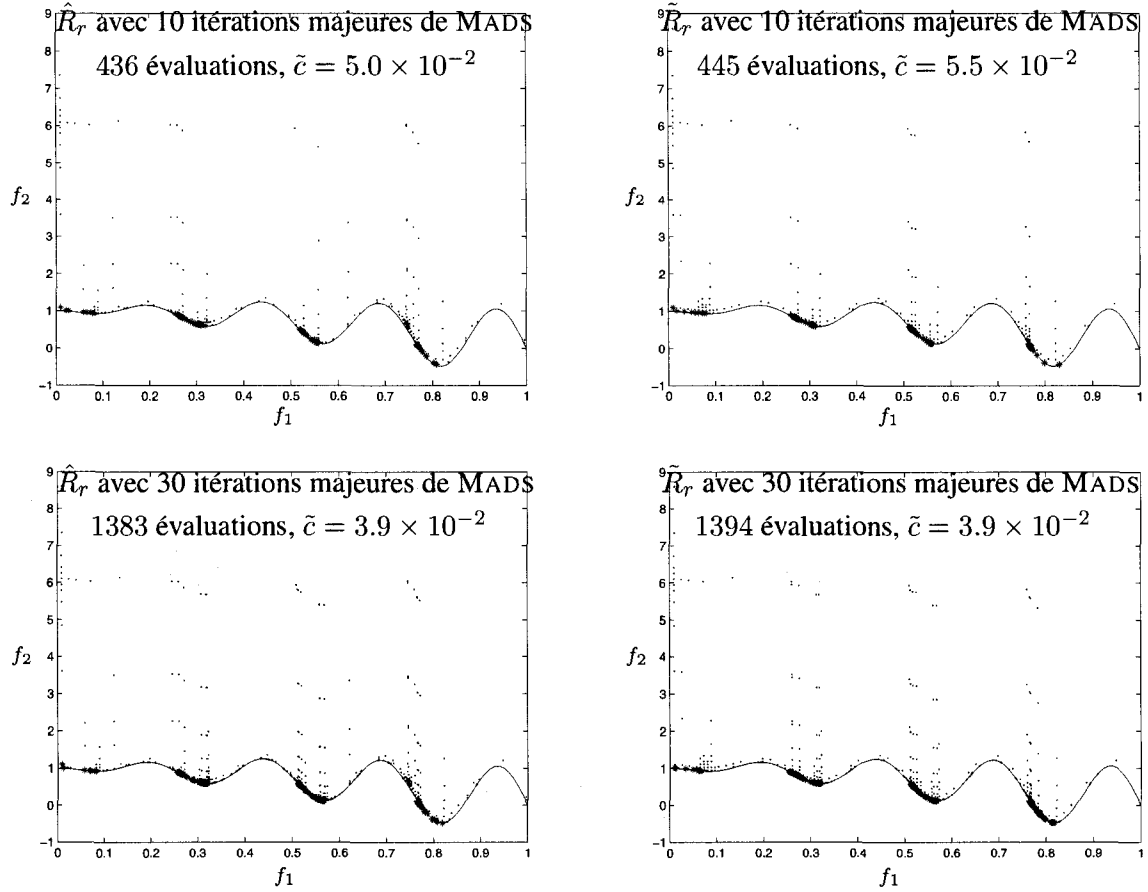 R̂_r avec 10 itérations majeures de MADS
436 évaluations, c̃ = 5.0 × 10⁻²
9
8
7
6
5
4
3
2
1
0
−1
f₂
0 0.1 0.2 0.3 0.4 0.5 0.6 0.7 0.8 0.9 1
f₁
R̃_r avec 10 itérations majeures de MADS
445 évaluations, c̃ = 5.5 × 10⁻²
9
8
7
6
5
4
3
2
1
0
−1
f₂
0 0.1 0.2 0.3 0.4 0.5 0.6 0.7 0.8 0.9 1
f₁
R̂_r avec 30 itérations majeures de MADS
1383 évaluations, c̃ = 3.9 × 10⁻²
9
8
7
6
5
4
3
2
1
0
−1
f₂
0 0.1 0.2 0.3 0.4 0.5 0.6 0.7 0.8 0.9 1
f₁
R̃_r avec 30 itérations majeures de MADS
1394 évaluations, c̃ = 3.9 × 10⁻²
9
8
7
6
5
4
3
2
1
0
−1
f₂
0 0.1 0.2 0.3 0.4 0.5 0.6 0.7 0.8 0.9 1
f₁